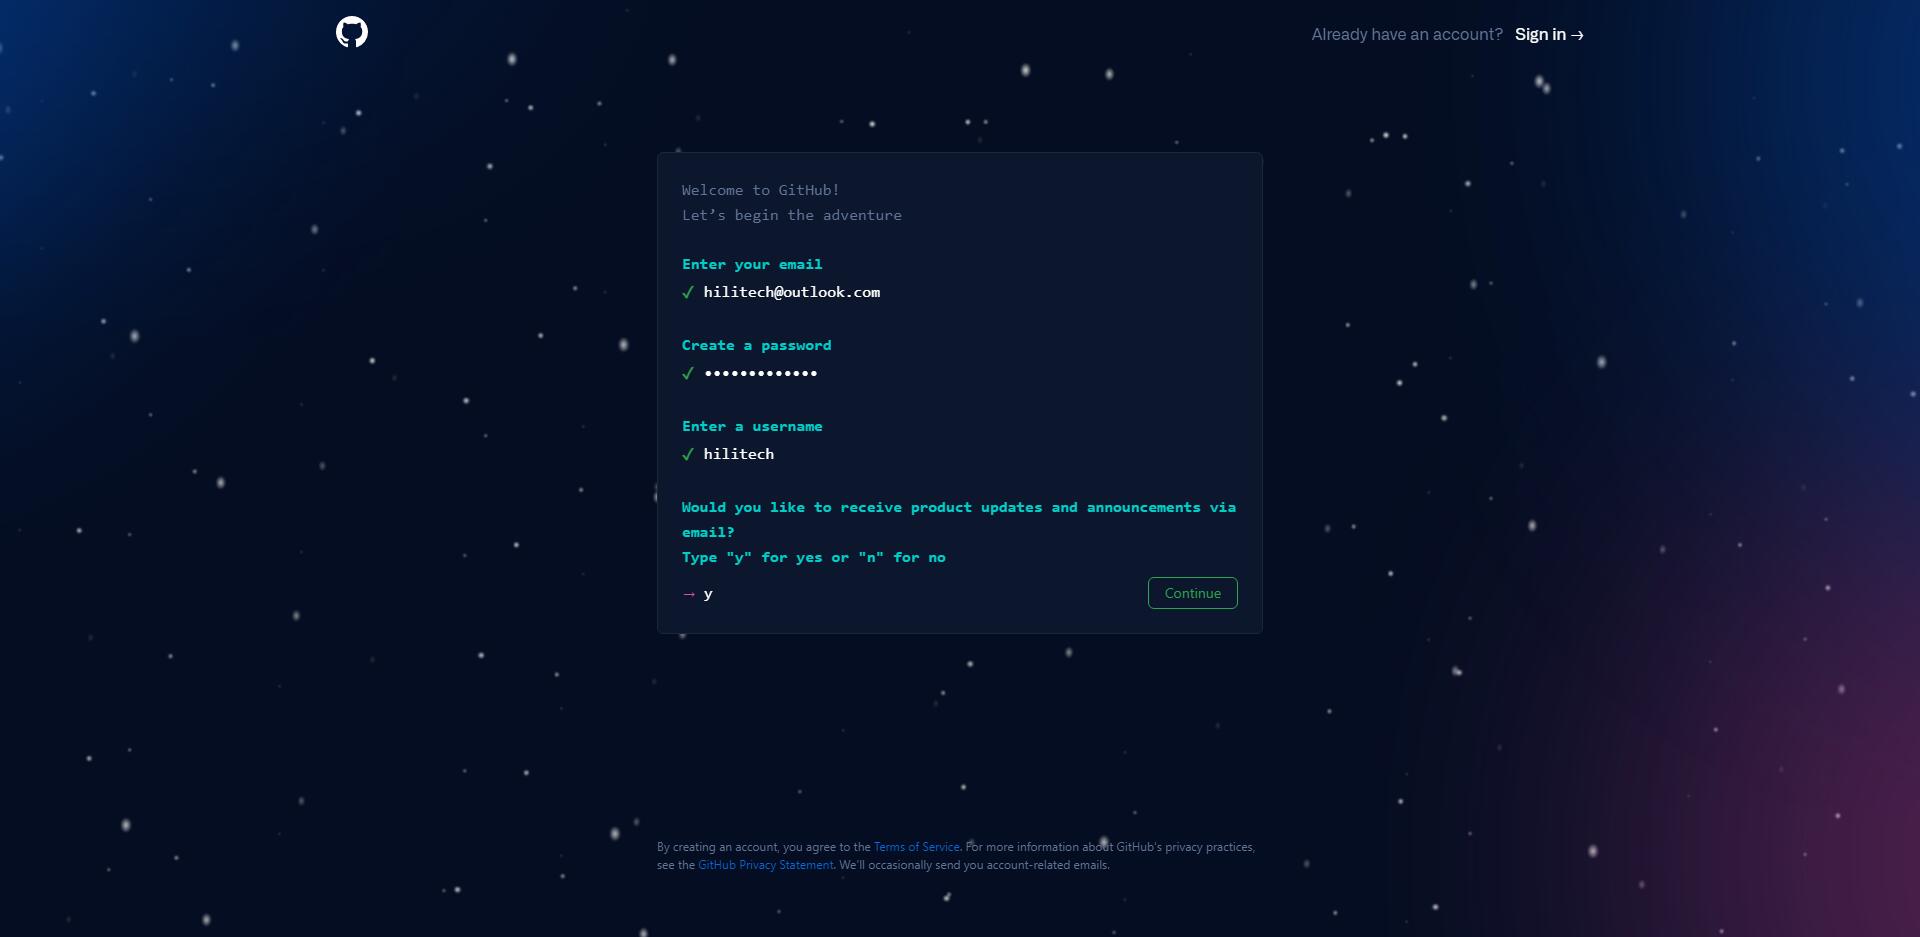 Already have an account? Sign in →
Welcome to GitHub!
Let’s begin the adventure
Enter your email
✓ hilitech@outlook.com
Create a password
✓ •••••••••••••
Enter a username
✓ hilitech
Would you like to receive product updates and announcements via
email?
Type "y" for yes or "n" for no
→ y
Continue
By creating an account, you agree to the Terms of Service. For more information about GitHub's privacy practices,
see the GitHub Privacy Statement. We'll occasionally send you account-related emails.